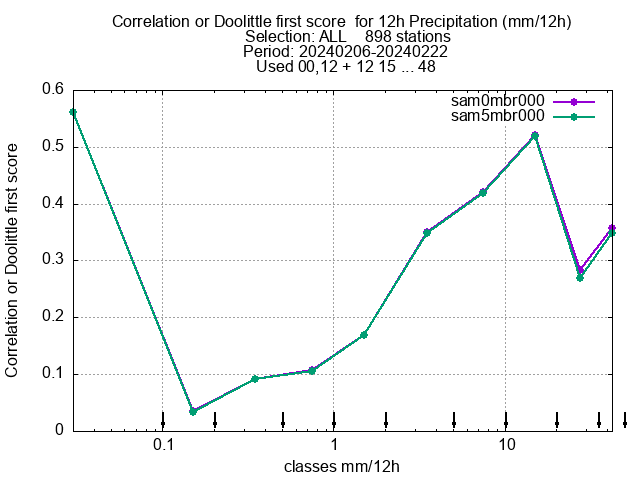 Correlation or Doolittle first score  for 12h Precipitation (mm/12h)
Selection: ALL    898 stations
Period: 20240206-20240222
Used 00,12 + 12 15 ... 48
sam0mbr000
sam5mbr000
0.6
0.5
0.4
0.3
0.2
0.1
0
Correlation or Doolittle first score
0.1 1 10
classes mm/12h